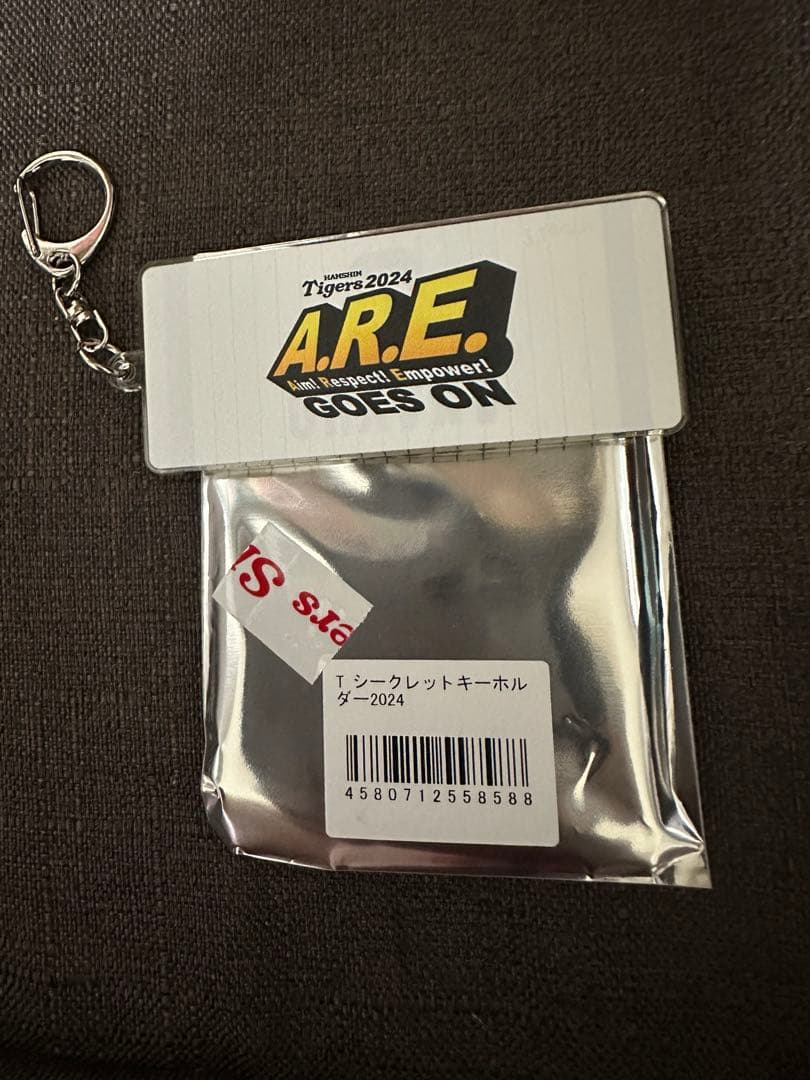 HANSHIN
Tigers 2024
A.R.E.
Aim! Respect! Empower!
GOES ON
ers S
T シークレットキーホル
ダー2024
4580712558588